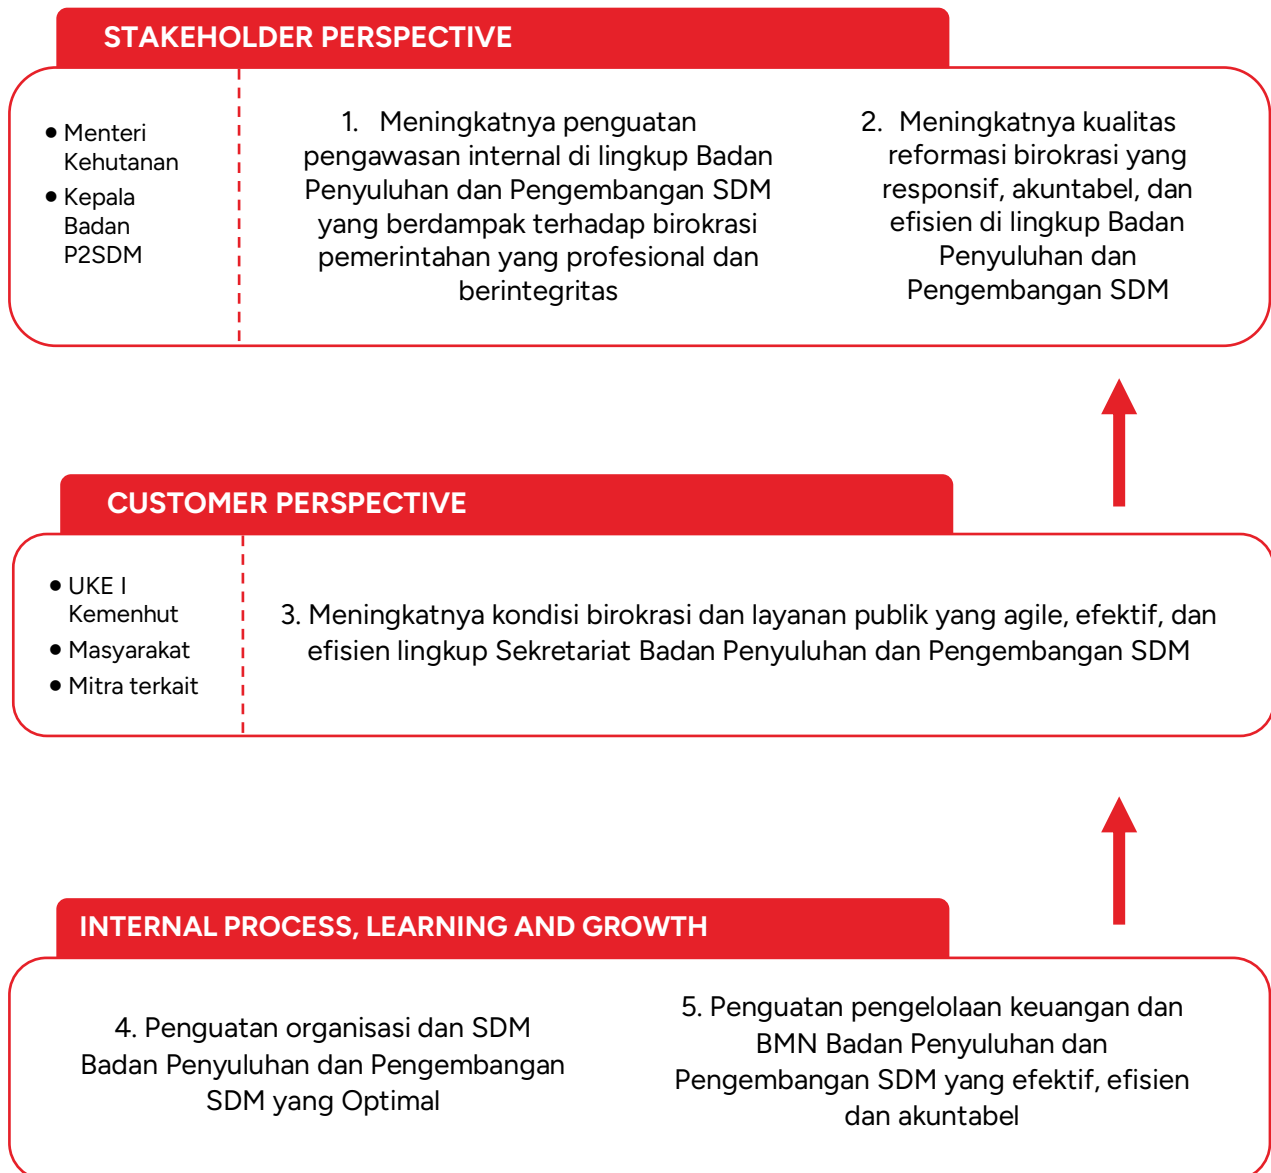 STAKEHOLDER PERSPECTIVE
• Menteri
Kehutanan
• Kepala
Badan
P2SDM
1. Meningkatnya penguatan
pengawasan internal di lingkup Badan
Penyuluhan dan Pengembangan SDM
yang berdampak terhadap birokrasi
pemerintahan yang profesional dan
berintegritas
2. Meningkatnya kualitas
reformasi birokrasi yang
responsif, akuntabel, dan
efisien di lingkup Badan
Penyuluhan dan
Pengembangan SDM
CUSTOMER PERSPECTIVE
• UKE I
Kemenhut
• Masyarakat
• Mitra terkait
3. Meningkatnya kondisi birokrasi dan layanan publik yang agile, efektif, dan
efisien lingkup Sekretariat Badan Penyuluhan dan Pengembangan SDM
INTERNAL PROCESS, LEARNING AND GROWTH
4. Penguatan organisasi dan SDM
Badan Penyuluhan dan Pengembangan
SDM yang Optimal
5. Penguatan pengelolaan keuangan dan
BMN Badan Penyuluhan dan
Pengembangan SDM yang efektif, efisien
dan akuntabel